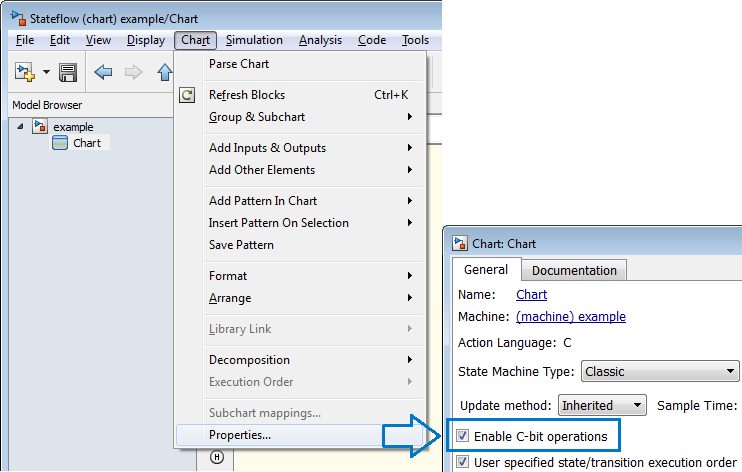 Stateflow (chart) example/Chart
File Edit View Display Chart Simulation Analysis Code Tools
Model Browser
example
Chart
Parse Chart
Refresh Blocks Ctrl+K
Group & Subchart
Add Inputs & Outputs
Add Other Elements
Add Pattern In Chart
Insert Pattern On Selection
Save Pattern
Format
Arrange
Library Link
Decomposition
Execution Order
Subchart mappings...
Properties...
H
Chart: Chart
General Documentation
Name: Chart
Machine: (machine) example
Action Language: C
State Machine Type: Classic
Update method: Inherited Sample Time:
Enable C-bit operations
User specified state/transition execution order